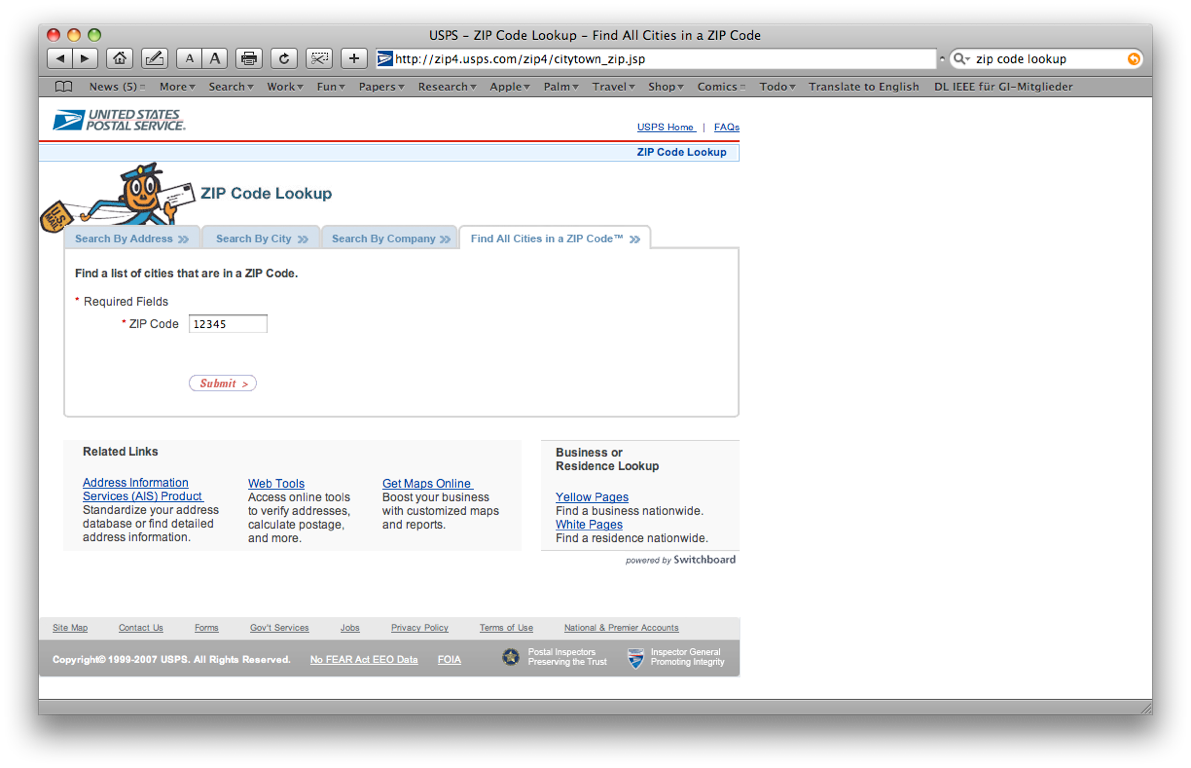 USPS – ZIP Code Lookup – Find All Cities in a ZIP Code
A A + http://zip4.usps.com/zip4/citytown_zip.jsp zip code lookup
News (5) More Search Work Fun Papers Research Apple Palm Travel Shop Comics Todo Translate to English DL IEEE für GI-Mitglieder
UNITED STATES
POSTAL SERVICE®
USPS Home | FAQs
ZIP Code Lookup
ZIP Code Lookup
Search By Address » Search By City » Search By Company » Find All Cities in a ZIP Code™ »
Find a list of cities that are in a ZIP Code.
* Required Fields
* ZIP Code 12345
Submit >
Related Links
Address Information
Services (AIS) Product
Standardize your address
database or find detailed
address information.
Web Tools
Access online tools
to verify addresses,
calculate postage,
and more.
Get Maps Online
Boost your business
with customized maps
and reports.
Business or
Residence Lookup
Yellow Pages
Find a business nationwide.
White Pages
Find a residence nationwide.
powered by Switchboard
Site Map Contact Us Forms Gov't Services Jobs Privacy Policy Terms of Use National & Premier Accounts
Copyright© 1999-2007 USPS. All Rights Reserved. No FEAR Act EEO Data FOIA
Postal Inspectors
Preserving the Trust
Inspector General
Promoting Integrity